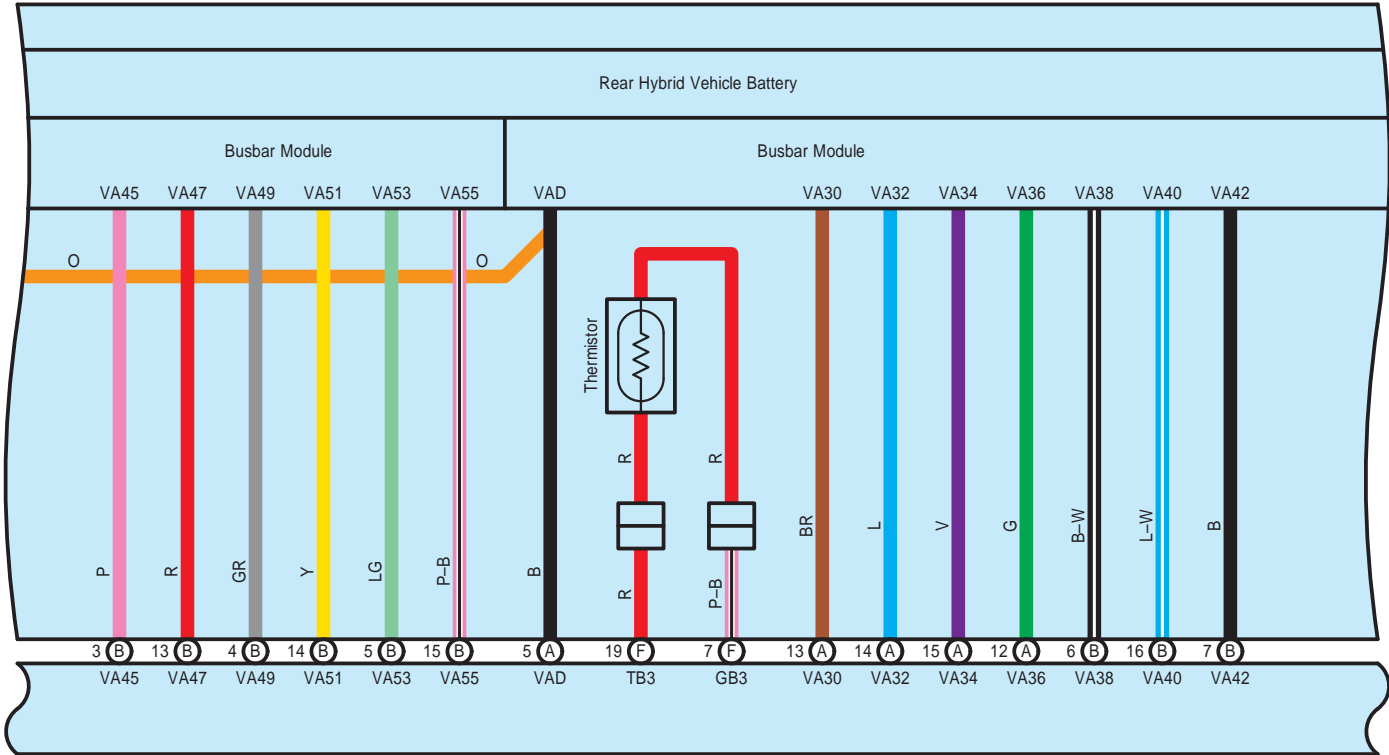 Rear Hybrid Vehicle Battery
Busbar Module Busbar Module
VA45 VA47 VA49 VA51 VA53 VA55 VAD VA30 VA32 VA34 VA36 VA38 VA40 VA42
O O
Thermistor
R R
P R GR Y LG P–B B R P–B BR L V G B–W L–W B
3 B 13 B 4 B 14 B 5 B 15 B 5 A 19 F 7 F 13 A 14 A 15 A 12 A 6 B 16 B 7 B
VA45 VA47 VA49 VA51 VA53 VA55 VAD TB3 GB3 VA30 VA32 VA34 VA36 VA38 VA40 VA42